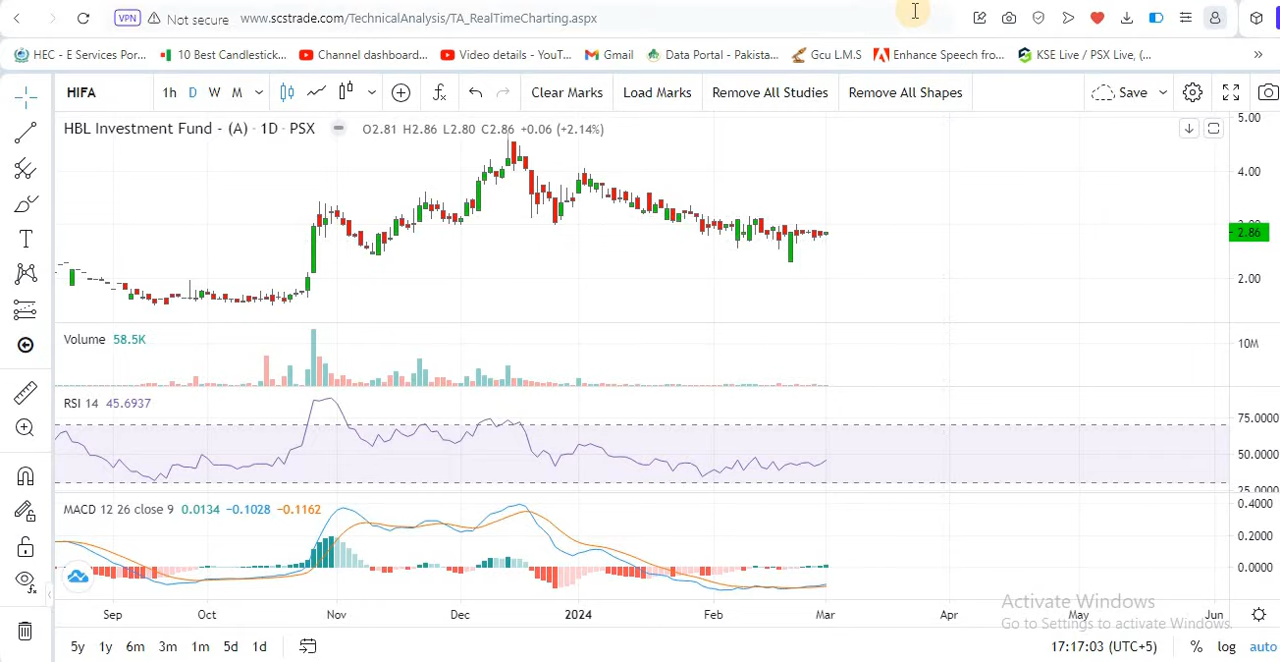 VPN Not secure www.scstrade.com/TechnicalAnalysis/TA_RealTimeCharting.aspx
HEC - E Services Por... 10 Best Candlestick... Channel dashboard... Video details - YouT... Gmail Data Portal - Pakista... Gcu L.M.S Enhance Speech fro... KSE Live / PSX Live, (... »
HIFA 1h D W M Clear Marks Load Marks Remove All Studies Remove All Shapes Save
HBL Investment Fund - (A) · 1D · PSX O2.81 H2.86 L2.80 C2.86 +0.06 (+2.14%)
5.00
4.00
3.00
2.86
2.00
Volume 58.5K
10M
RSI 14 45.6937
75.0000
50.0000
25.0000
MACD 12 26 close 9 0.0134 −0.1028 −0.1162
0.4000
0.2000
0.0000
Sep Oct Nov Dec 2024 Feb Mar Apr May Jun
Activate Windows
Go to Settings to activate Windows.
5y 1y 6m 3m 1m 5d 1d 17:17:03 (UTC+5) % log auto